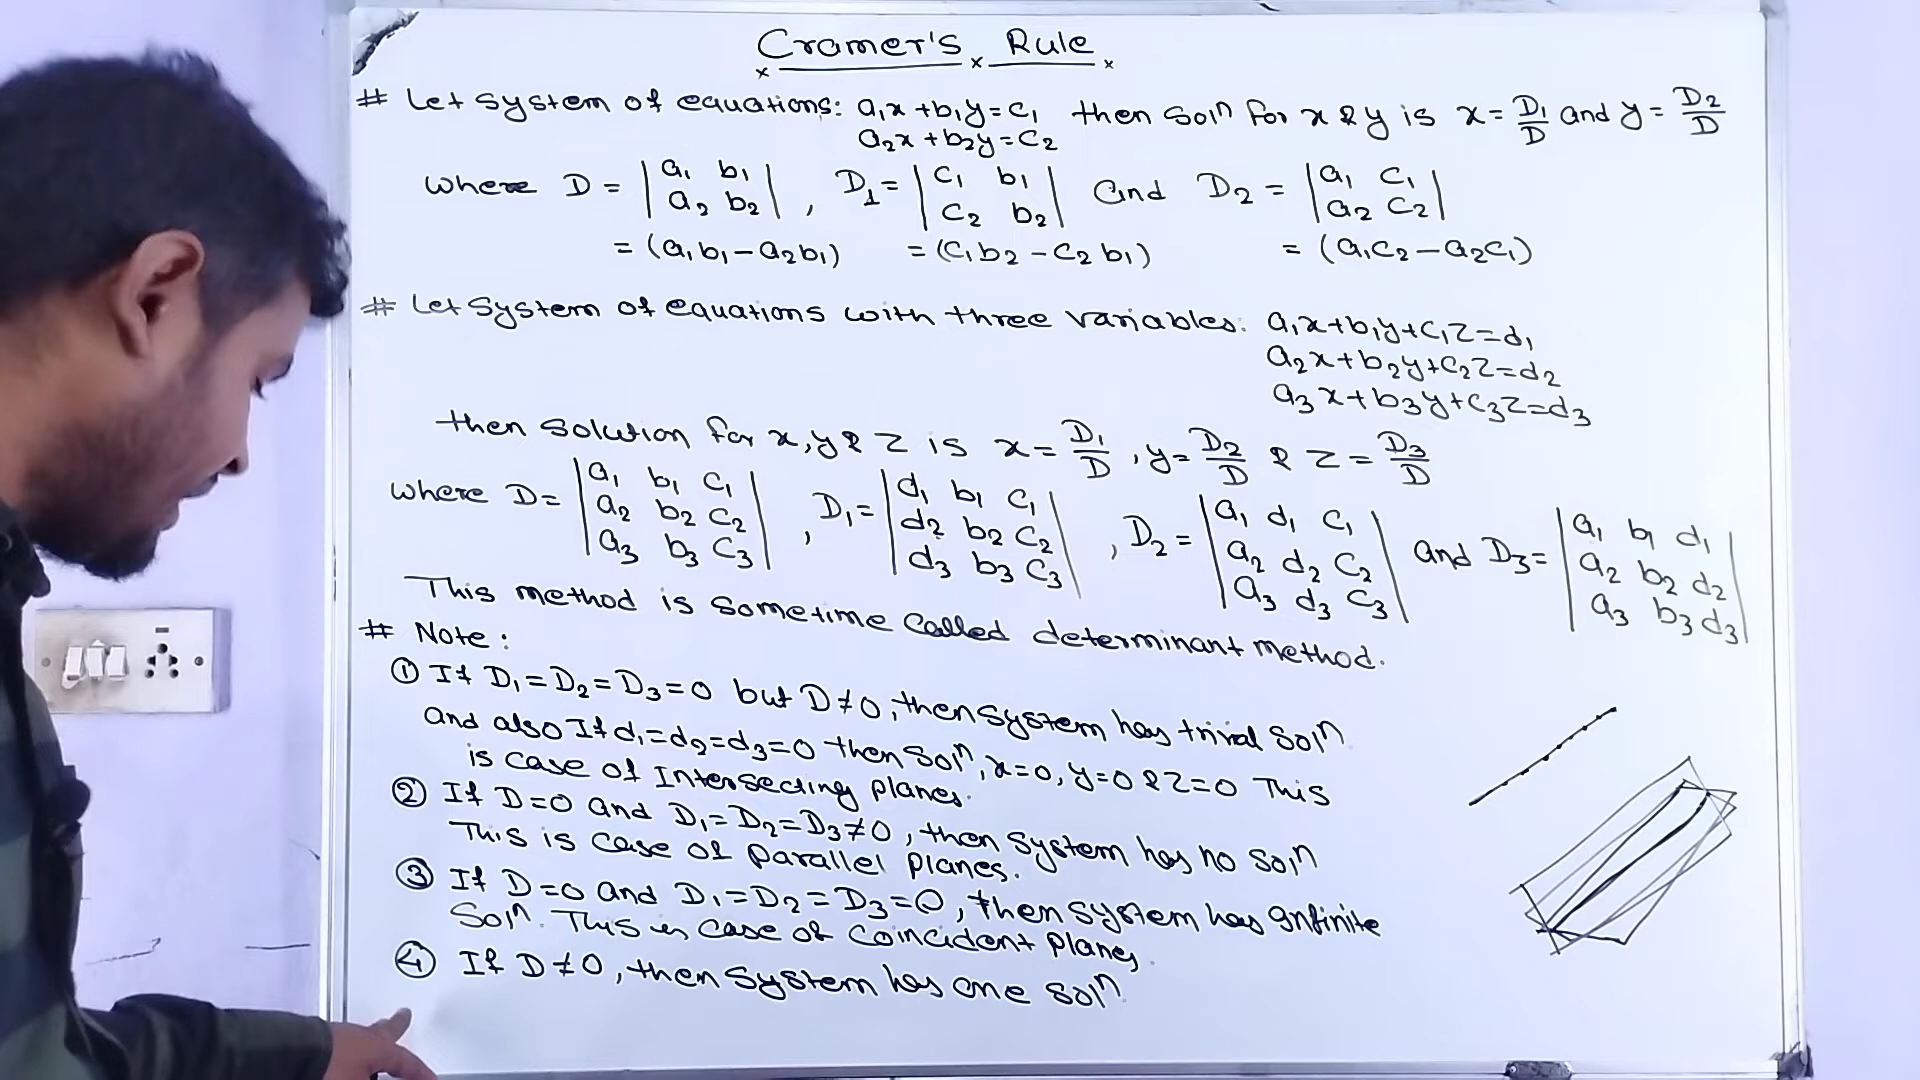 Cramer's Rule
# Let system of equations: a₁x+b₁y=c₁ then solⁿ for x & y is x = D₁/D and y = D₂/D
a₂x+b₂y=c₂
where D = |a₁ b₁|, D₁ = |c₁ b₁| and D₂ = |a₁ c₁|
|a₂ b₂| |c₂ b₂| |a₂ c₂|
= (a₁b₁-a₂b₁) = (c₁b₂-c₂b₁) = (a₁c₂-a₂c₁)
# Let system of equations with three variables: a₁x+b₁y+c₁z=d₁
a₂x+b₂y+c₂z=d₂
a₃x+b₃y+c₃z=d₃
then solution for x,y & z is x = D₁/D, y = D₂/D & z = D₃/D
where D = |a₁ b₁ c₁|, D₁ = |d₁ b₁ c₁|, D₂ = |a₁ d₁ c₁| and D₃ = |a₁ b₁ d₁|
|a₂ b₂ c₂| |d₂ b₂ c₂| |a₂ d₂ c₂| |a₂ b₂ d₂|
|a₃ b₃ c₃| |d₃ b₃ c₃| |a₃ d₃ c₃| |a₃ b₃ d₃|
This method is sometime called determinant method.
# Note:
① If D₁=D₂=D₃=0 but D≠0, then system has trival solⁿ
and also If d₁=d₂=d₃=0 then solⁿ, x=0, y=0 & z=0 This
is case of Intersecting planes.
② If D=0 and D₁=D₂=D₃≠0, then system has no solⁿ
This is case of parallel planes.
③ If D=0 and D₁=D₂=D₃=0, then system has infinite
solⁿ. This is case of coincident planes.
④ If D≠0, then system has one solⁿ